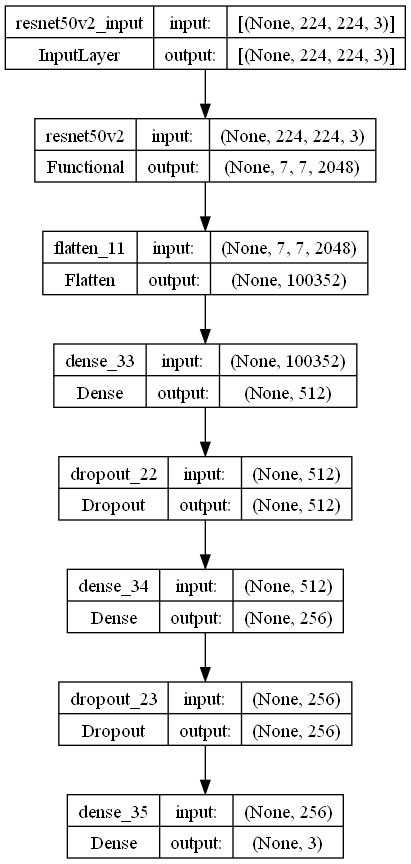 resnet50v2_input input: [(None, 224, 224, 3)]
InputLayer output: [(None, 224, 224, 3)]
resnet50v2 input: (None, 224, 224, 3)
Functional output: (None, 7, 7, 2048)
flatten_11 input: (None, 7, 7, 2048)
Flatten output: (None, 100352)
dense_33 input: (None, 100352)
Dense output: (None, 512)
dropout_22 input: (None, 512)
Dropout output: (None, 512)
dense_34 input: (None, 512)
Dense output: (None, 256)
dropout_23 input: (None, 256)
Dropout output: (None, 256)
dense_35 input: (None, 256)
Dense output: (None, 3)